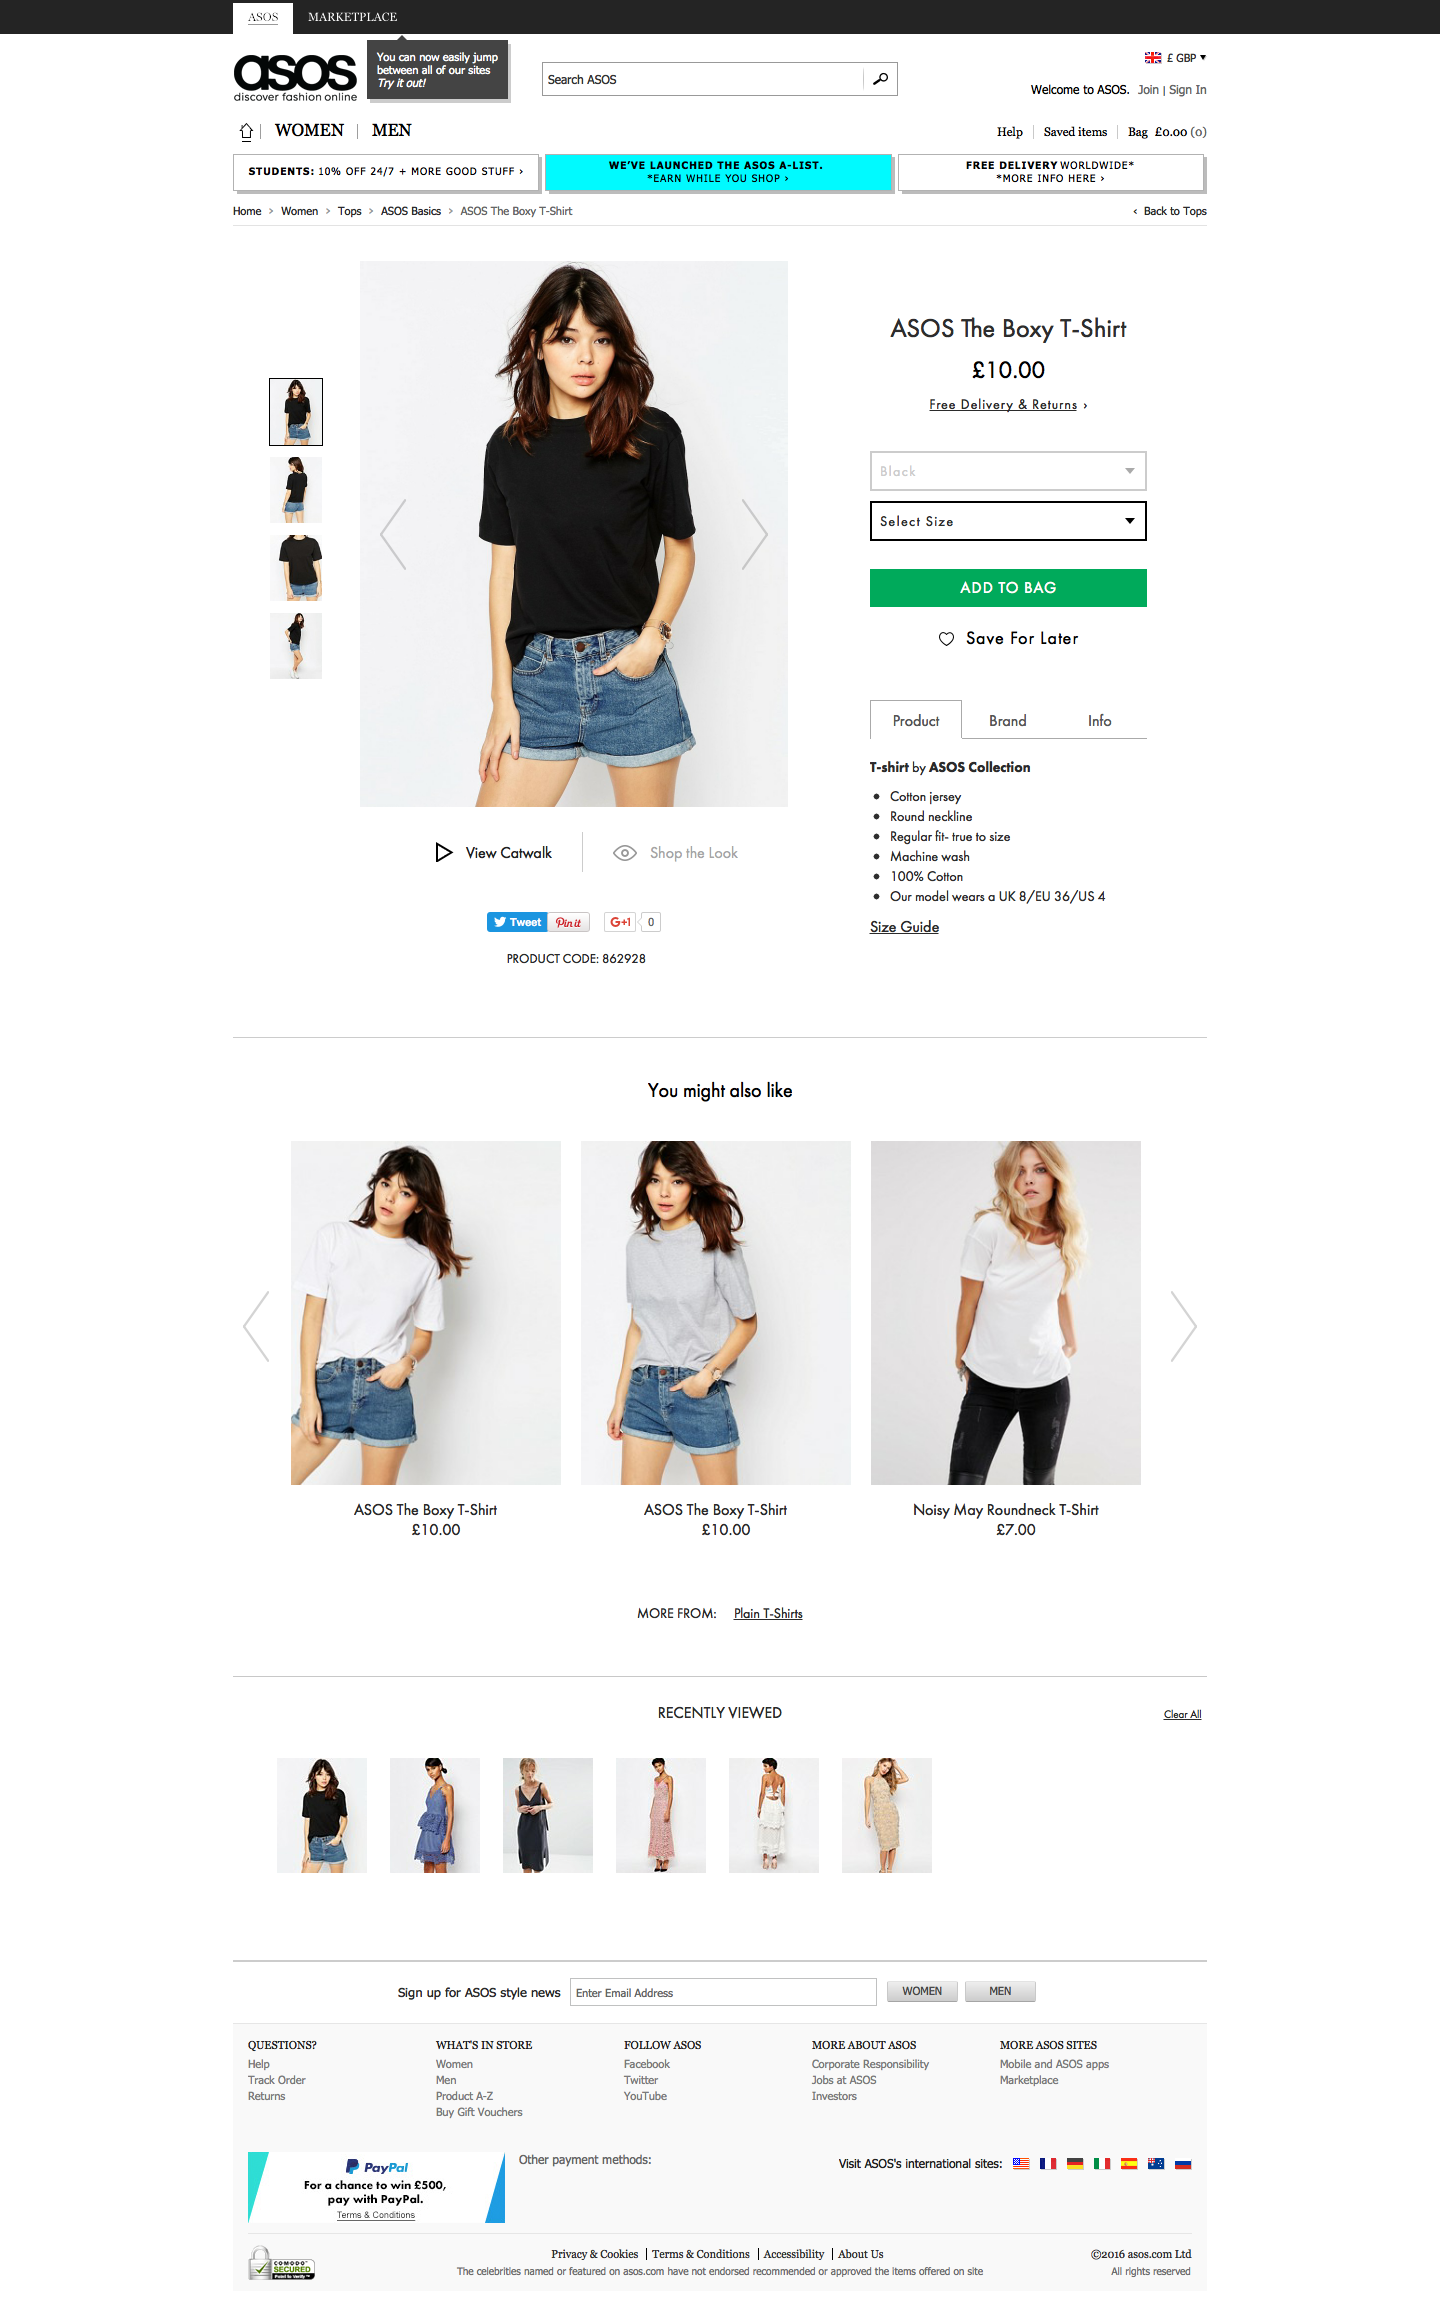 ASOS
MARKETPLACE
You can now easily jump
between all of our sites
Try it out!
asos
discover fashion online
Search ASOS
£ GBP
Welcome to ASOS. Join | Sign In
WOMEN
MEN
Help
Saved items
Bag £0.00 (0)
STUDENTS: 10% OFF 24/7 + MORE GOOD STUFF ›
WE'VE LAUNCHED THE ASOS A-LIST.
*EARN WHILE YOU SHOP ›
FREE DELIVERY WORLDWIDE*
*MORE INFO HERE ›
Home › Women › Tops › ASOS Basics › ASOS The Boxy T-Shirt
‹ Back to Tops
ASOS The Boxy T-Shirt
£10.00
Free Delivery & Returns ›
Black
Select Size
ADD TO BAG
Save For Later
Product
Brand
Info
T-shirt by ASOS Collection
• Cotton jersey
• Round neckline
• Regular fit- true to size
• Machine wash
• 100% Cotton
• Our model wears a UK 8/EU 36/US 4
Size Guide
View Catwalk
Shop the Look
Tweet
Pin it
G+1
0
PRODUCT CODE: 862928
You might also like
ASOS The Boxy T-Shirt
£10.00
ASOS The Boxy T-Shirt
£10.00
Noisy May Roundneck T-Shirt
£7.00
MORE FROM: Plain T-Shirts
RECENTLY VIEWED
Clear All
Sign up for ASOS style news
Enter Email Address
WOMEN
MEN
QUESTIONS?
Help
Track Order
Returns
WHAT'S IN STORE
Women
Men
Product A-Z
Buy Gift Vouchers
FOLLOW ASOS
Facebook
Twitter
YouTube
MORE ABOUT ASOS
Corporate Responsibility
Jobs at ASOS
Investors
MORE ASOS SITES
Mobile and ASOS apps
Marketplace
PayPal
For a chance to win £500,
pay with PayPal.
Terms & Conditions
Other payment methods:
Visit ASOS's international sites:
COMODO
SECURED
Point to Verify™
Privacy & Cookies | Terms & Conditions | Accessibility | About Us
The celebrities named or featured on asos.com have not endorsed recommended or approved the items offered on site
©2016 asos.com Ltd
All rights reserved